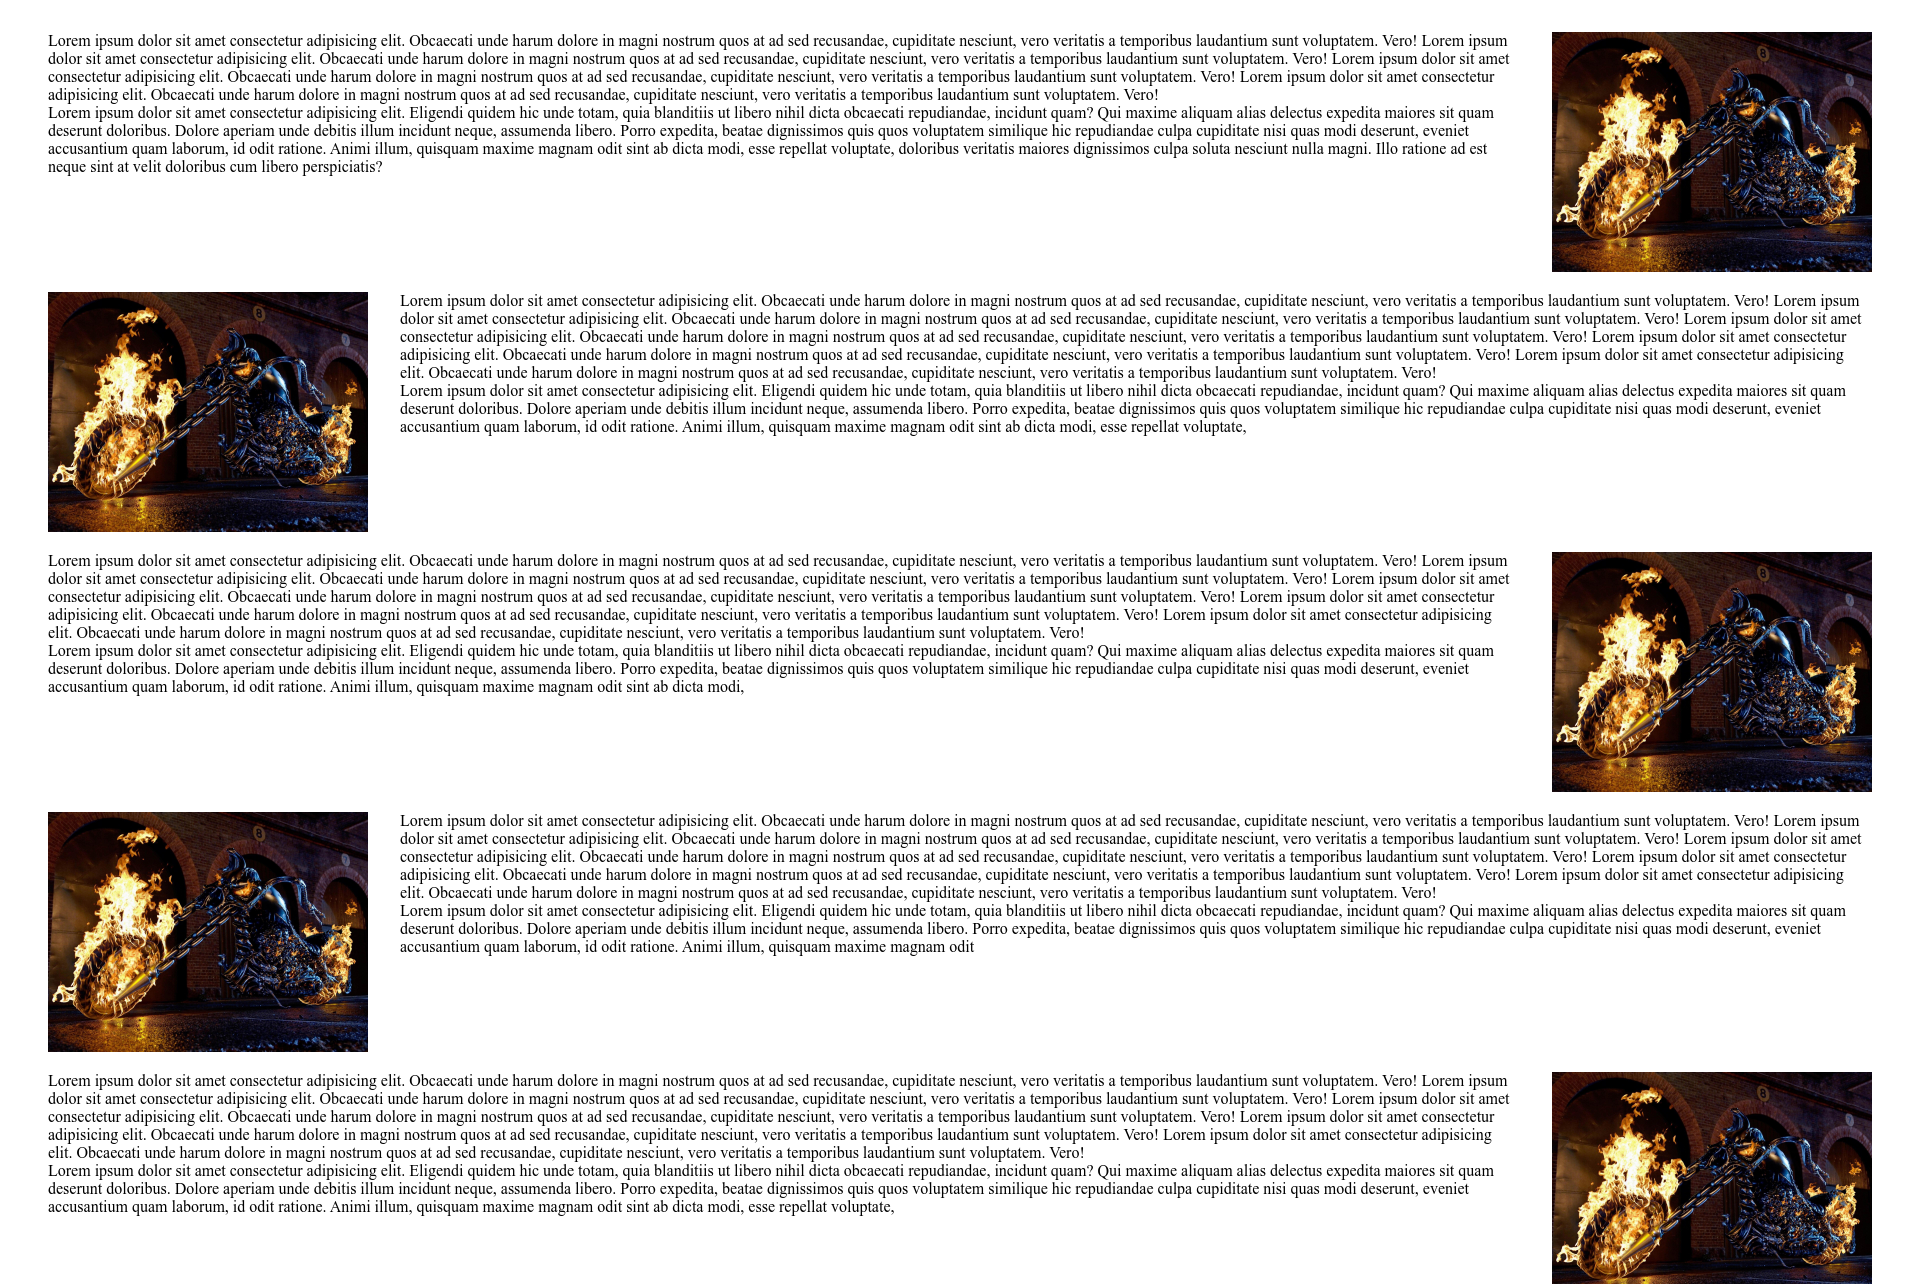 Lorem ipsum dolor sit amet consectetur adipisicing elit. Obcaecati unde harum dolore in magni nostrum quos at ad sed recusandae, cupiditate nesciunt, vero veritatis a temporibus laudantium sunt voluptatem. Vero! Lorem ipsum
dolor sit amet consectetur adipisicing elit. Obcaecati unde harum dolore in magni nostrum quos at ad sed recusandae, cupiditate nesciunt, vero veritatis a temporibus laudantium sunt voluptatem. Vero! Lorem ipsum dolor sit amet
consectetur adipisicing elit. Obcaecati unde harum dolore in magni nostrum quos at ad sed recusandae, cupiditate nesciunt, vero veritatis a temporibus laudantium sunt voluptatem. Vero! Lorem ipsum dolor sit amet consectetur
adipisicing elit. Obcaecati unde harum dolore in magni nostrum quos at ad sed recusandae, cupiditate nesciunt, vero veritatis a temporibus laudantium sunt voluptatem. Vero!
Lorem ipsum dolor sit amet consectetur adipisicing elit. Eligendi quidem hic unde totam, quia blanditiis ut libero nihil dicta obcaecati repudiandae, incidunt quam? Qui maxime aliquam alias delectus expedita maiores sit quam
deserunt doloribus. Dolore aperiam unde debitis illum incidunt neque, assumenda libero. Porro expedita, beatae dignissimos quis quos voluptatem similique hic repudiandae culpa cupiditate nisi quas modi deserunt, eveniet
accusantium quam laborum, id odit ratione. Animi illum, quisquam maxime magnam odit sint ab dicta modi, esse repellat voluptate, doloribus veritatis maiores dignissimos culpa soluta nesciunt nulla magni. Illo ratione ad est
neque sint at velit doloribus cum libero perspiciatis?
Lorem ipsum dolor sit amet consectetur adipisicing elit. Obcaecati unde harum dolore in magni nostrum quos at ad sed recusandae, cupiditate nesciunt, vero veritatis a temporibus laudantium sunt voluptatem. Vero! Lorem ipsum
dolor sit amet consectetur adipisicing elit. Obcaecati unde harum dolore in magni nostrum quos at ad sed recusandae, cupiditate nesciunt, vero veritatis a temporibus laudantium sunt voluptatem. Vero! Lorem ipsum dolor sit amet
consectetur adipisicing elit. Obcaecati unde harum dolore in magni nostrum quos at ad sed recusandae, cupiditate nesciunt, vero veritatis a temporibus laudantium sunt voluptatem. Vero! Lorem ipsum dolor sit amet consectetur
adipisicing elit. Obcaecati unde harum dolore in magni nostrum quos at ad sed recusandae, cupiditate nesciunt, vero veritatis a temporibus laudantium sunt voluptatem. Vero! Lorem ipsum dolor sit amet consectetur adipisicing
elit. Obcaecati unde harum dolore in magni nostrum quos at ad sed recusandae, cupiditate nesciunt, vero veritatis a temporibus laudantium sunt voluptatem. Vero!
Lorem ipsum dolor sit amet consectetur adipisicing elit. Eligendi quidem hic unde totam, quia blanditiis ut libero nihil dicta obcaecati repudiandae, incidunt quam? Qui maxime aliquam alias delectus expedita maiores sit quam
deserunt doloribus. Dolore aperiam unde debitis illum incidunt neque, assumenda libero. Porro expedita, beatae dignissimos quis quos voluptatem similique hic repudiandae culpa cupiditate nisi quas modi deserunt, eveniet
accusantium quam laborum, id odit ratione. Animi illum, quisquam maxime magnam odit sint ab dicta modi, esse repellat voluptate,
Lorem ipsum dolor sit amet consectetur adipisicing elit. Obcaecati unde harum dolore in magni nostrum quos at ad sed recusandae, cupiditate nesciunt, vero veritatis a temporibus laudantium sunt voluptatem. Vero! Lorem ipsum
dolor sit amet consectetur adipisicing elit. Obcaecati unde harum dolore in magni nostrum quos at ad sed recusandae, cupiditate nesciunt, vero veritatis a temporibus laudantium sunt voluptatem. Vero! Lorem ipsum dolor sit amet
consectetur adipisicing elit. Obcaecati unde harum dolore in magni nostrum quos at ad sed recusandae, cupiditate nesciunt, vero veritatis a temporibus laudantium sunt voluptatem. Vero! Lorem ipsum dolor sit amet consectetur
adipisicing elit. Obcaecati unde harum dolore in magni nostrum quos at ad sed recusandae, cupiditate nesciunt, vero veritatis a temporibus laudantium sunt voluptatem. Vero! Lorem ipsum dolor sit amet consectetur adipisicing
elit. Obcaecati unde harum dolore in magni nostrum quos at ad sed recusandae, cupiditate nesciunt, vero veritatis a temporibus laudantium sunt voluptatem. Vero!
Lorem ipsum dolor sit amet consectetur adipisicing elit. Eligendi quidem hic unde totam, quia blanditiis ut libero nihil dicta obcaecati repudiandae, incidunt quam? Qui maxime aliquam alias delectus expedita maiores sit quam
deserunt doloribus. Dolore aperiam unde debitis illum incidunt neque, assumenda libero. Porro expedita, beatae dignissimos quis quos voluptatem similique hic repudiandae culpa cupiditate nisi quas modi deserunt, eveniet
accusantium quam laborum, id odit ratione. Animi illum, quisquam maxime magnam odit sint ab dicta modi,
Lorem ipsum dolor sit amet consectetur adipisicing elit. Obcaecati unde harum dolore in magni nostrum quos at ad sed recusandae, cupiditate nesciunt, vero veritatis a temporibus laudantium sunt voluptatem. Vero! Lorem ipsum
dolor sit amet consectetur adipisicing elit. Obcaecati unde harum dolore in magni nostrum quos at ad sed recusandae, cupiditate nesciunt, vero veritatis a temporibus laudantium sunt voluptatem. Vero! Lorem ipsum dolor sit amet
consectetur adipisicing elit. Obcaecati unde harum dolore in magni nostrum quos at ad sed recusandae, cupiditate nesciunt, vero veritatis a temporibus laudantium sunt voluptatem. Vero! Lorem ipsum dolor sit amet consectetur
adipisicing elit. Obcaecati unde harum dolore in magni nostrum quos at ad sed recusandae, cupiditate nesciunt, vero veritatis a temporibus laudantium sunt voluptatem. Vero! Lorem ipsum dolor sit amet consectetur adipisicing
elit. Obcaecati unde harum dolore in magni nostrum quos at ad sed recusandae, cupiditate nesciunt, vero veritatis a temporibus laudantium sunt voluptatem. Vero!
Lorem ipsum dolor sit amet consectetur adipisicing elit. Eligendi quidem hic unde totam, quia blanditiis ut libero nihil dicta obcaecati repudiandae, incidunt quam? Qui maxime aliquam alias delectus expedita maiores sit quam
deserunt doloribus. Dolore aperiam unde debitis illum incidunt neque, assumenda libero. Porro expedita, beatae dignissimos quis quos voluptatem similique hic repudiandae culpa cupiditate nisi quas modi deserunt, eveniet
accusantium quam laborum, id odit ratione. Animi illum, quisquam maxime magnam odit
Lorem ipsum dolor sit amet consectetur adipisicing elit. Obcaecati unde harum dolore in magni nostrum quos at ad sed recusandae, cupiditate nesciunt, vero veritatis a temporibus laudantium sunt voluptatem. Vero! Lorem ipsum
dolor sit amet consectetur adipisicing elit. Obcaecati unde harum dolore in magni nostrum quos at ad sed recusandae, cupiditate nesciunt, vero veritatis a temporibus laudantium sunt voluptatem. Vero! Lorem ipsum dolor sit amet
consectetur adipisicing elit. Obcaecati unde harum dolore in magni nostrum quos at ad sed recusandae, cupiditate nesciunt, vero veritatis a temporibus laudantium sunt voluptatem. Vero! Lorem ipsum dolor sit amet consectetur
adipisicing elit. Obcaecati unde harum dolore in magni nostrum quos at ad sed recusandae, cupiditate nesciunt, vero veritatis a temporibus laudantium sunt voluptatem. Vero! Lorem ipsum dolor sit amet consectetur adipisicing
elit. Obcaecati unde harum dolore in magni nostrum quos at ad sed recusandae, cupiditate nesciunt, vero veritatis a temporibus laudantium sunt voluptatem. Vero!
Lorem ipsum dolor sit amet consectetur adipisicing elit. Eligendi quidem hic unde totam, quia blanditiis ut libero nihil dicta obcaecati repudiandae, incidunt quam? Qui maxime aliquam alias delectus expedita maiores sit quam
deserunt doloribus. Dolore aperiam unde debitis illum incidunt neque, assumenda libero. Porro expedita, beatae dignissimos quis quos voluptatem similique hic repudiandae culpa cupiditate nisi quas modi deserunt, eveniet
accusantium quam laborum, id odit ratione. Animi illum, quisquam maxime magnam odit sint ab dicta modi, esse repellat voluptate,